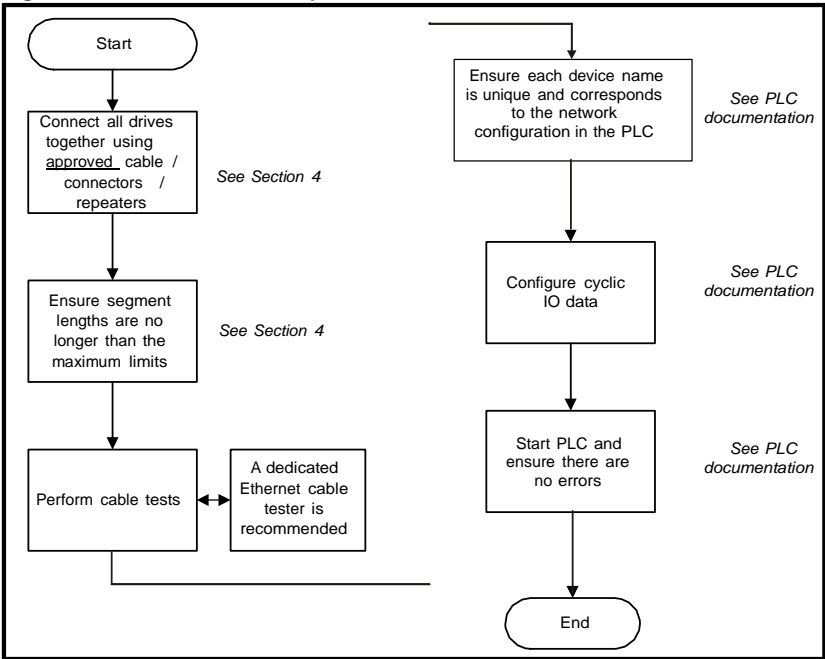 Start
Connect all drives
together using
approved cable /
connectors /
repeaters
See Section 4
Ensure segment
lengths are no
longer than the
maximum limits
See Section 4
Perform cable tests
A dedicated
Ethernet cable
tester is
recommended
Ensure each device name
is unique and corresponds
to the network
configuration in the PLC
See PLC
documentation
Configure cyclic
IO data
See PLC
documentation
Start PLC and
ensure there are
no errors
See PLC
documentation
End